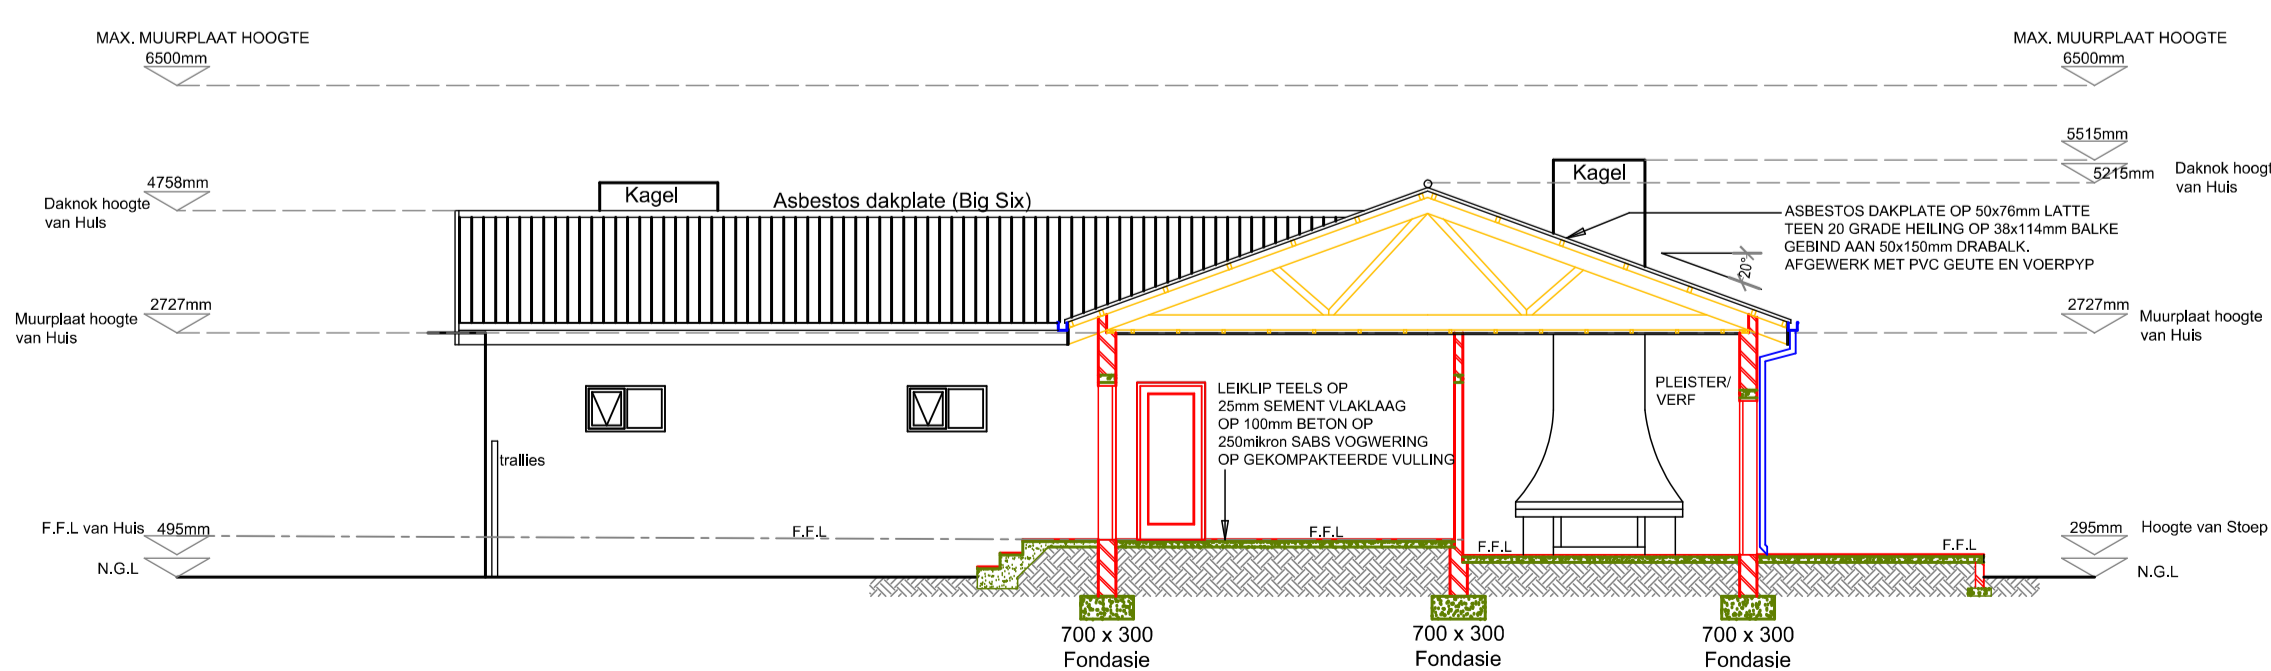 MAX. MUURPLAAT HOOGTE
6500mm
MAX. MUURPLAAT HOOGTE
6500mm
5515mm
Daknok hoogt
van Huis
5215mm
4758mm
Daknok hoogte
van Huis
Kagel
Asbestos dakplate (Big Six)
Kagel
ASBESTOS DAKPLATE OP 50x76mm LATTE
TEEN 20 GRADE HEILING OP 38x114mm BALKE
GEBIND AAN 50x150mm DRABALK.
AFGEWERK MET PVC GEUTE EN VOERPYP
20°
2727mm
Muurplaat hoogte
van Huis
2727mm
Muurplaat hoogte
van Huis
LEIKLIP TEELS OP
25mm SEMENT VLAKLAAG
OP 100mm BETON OP
250mikron SABS VOGWERING
OP GEKOMPAKTEERDE VULLING
PLEISTER/
VERF
trallies
F.F.L van Huis
495mm
F.F.L
F.F.L
F.F.L
F.F.L
295mm
Hoogte van Stoep
N.G.L
N.G.L
700 x 300
Fondasie
700 x 300
Fondasie
700 x 300
Fondasie